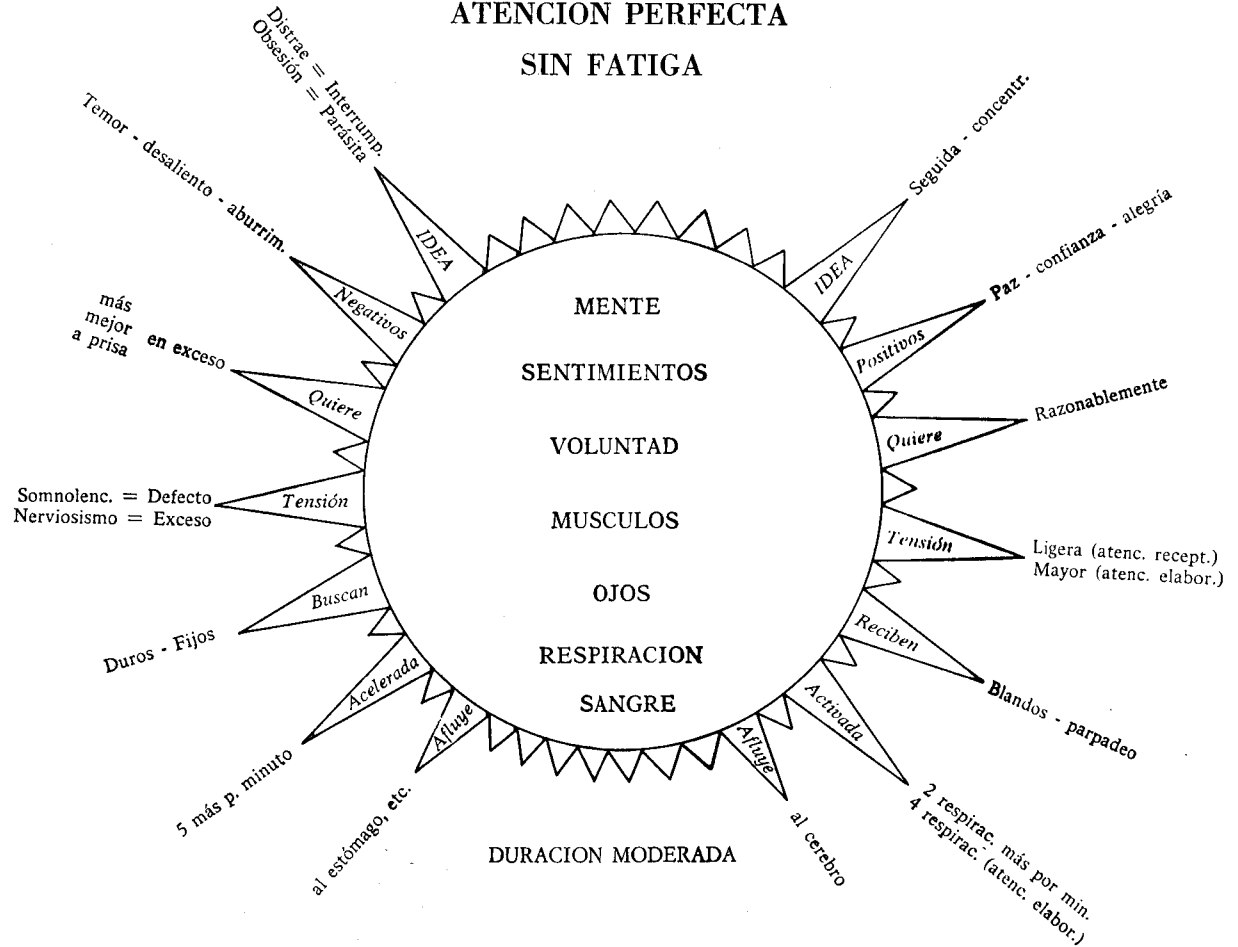 ATENCION PERFECTA
SIN FATIGA
Distrae = Interrump.
Obsesión = Parásita
IDEA
Temor - desaliento - aburrim.
Negativos
más
mejor en exceso
a prisa
Quiere
Somnolenc. = Defecto
Nerviosismo = Exceso
Tensión
Duros - Fijos
Buscan
5 más p. minuto
Acelerada
al estómago, etc.
Afluye
MENTE
SENTIMIENTOS
VOLUNTAD
MUSCULOS
OJOS
RESPIRACION
SANGRE
IDEA
Seguida - concentr.
Positivos
Paz - confianza - alegría
Quiere
Razonablemente
Tensión
Ligera (atenc. recept.)
Mayor (atenc. elabor.)
Reciben
Blandos - parpadeo
Activada
2 respirac. más por min.
4 respirac. (atenc. elabor.)
Afluye
al cerebro
DURACION MODERADA